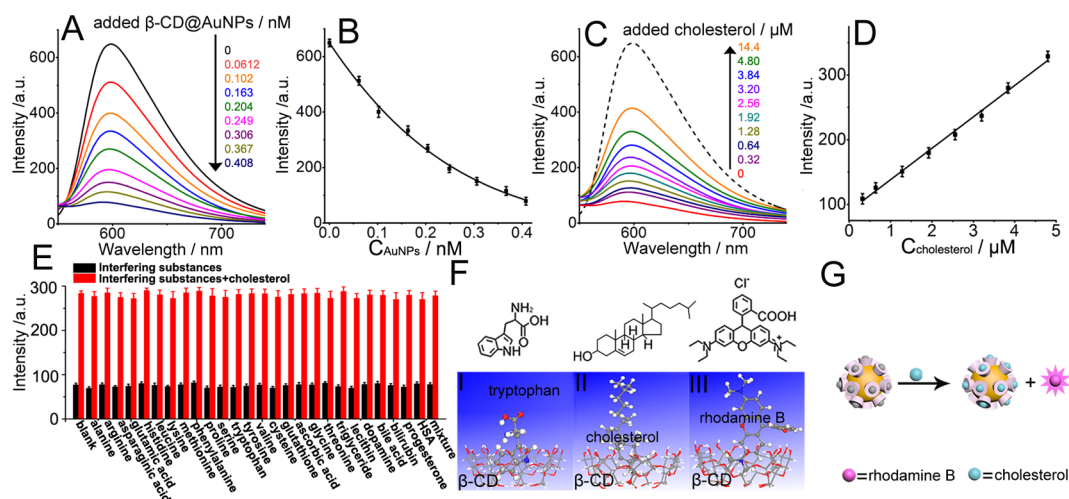 A
added β-CD@AuNPs / nM
0
0.0612
0.102
0.163
0.204
0.249
0.306
0.367
0.408
600
400
200
0
Intensity /a.u.
600
700
Wavelength / nm
B
600
400
200
0
Intensity /a.u.
0.0
0.1
0.2
0.3
0.4
CAuNPs / nM
C
added cholesterol / μM
14.4
4.80
3.84
3.20
2.56
1.92
1.28
0.64
0.32
0
600
400
200
0
Intensity /a.u.
600
700
Wavelength / nm
D
300
200
100
Intensity /a.u.
0
1
2
3
4
5
Ccholesterol / μM
E
Interfering substances
Interfering substances+cholesterol
300
200
100
0
Intensity /a.u.
blank
alanine
arginine
asparaginic acid
glutamic acid
histidine
leucine
lysine
methionine
phenylalanine
proline
serine
tryptophan
tyrosine
valine
cysteine
glutathione
ascorbic acid
glycine
threonine
triglyceride
lecithin
dopamine
bile acid
bilirubin
progesterone
HSA
mixture
F
NH2
OH
O
NH
HO
H
H
H
Cl-
COOH
N
O
N+
I
tryptophan
β-CD
II
cholesterol
β-CD
III
rhodamine B
β-CD
G
+
=rhodamine B
=cholesterol